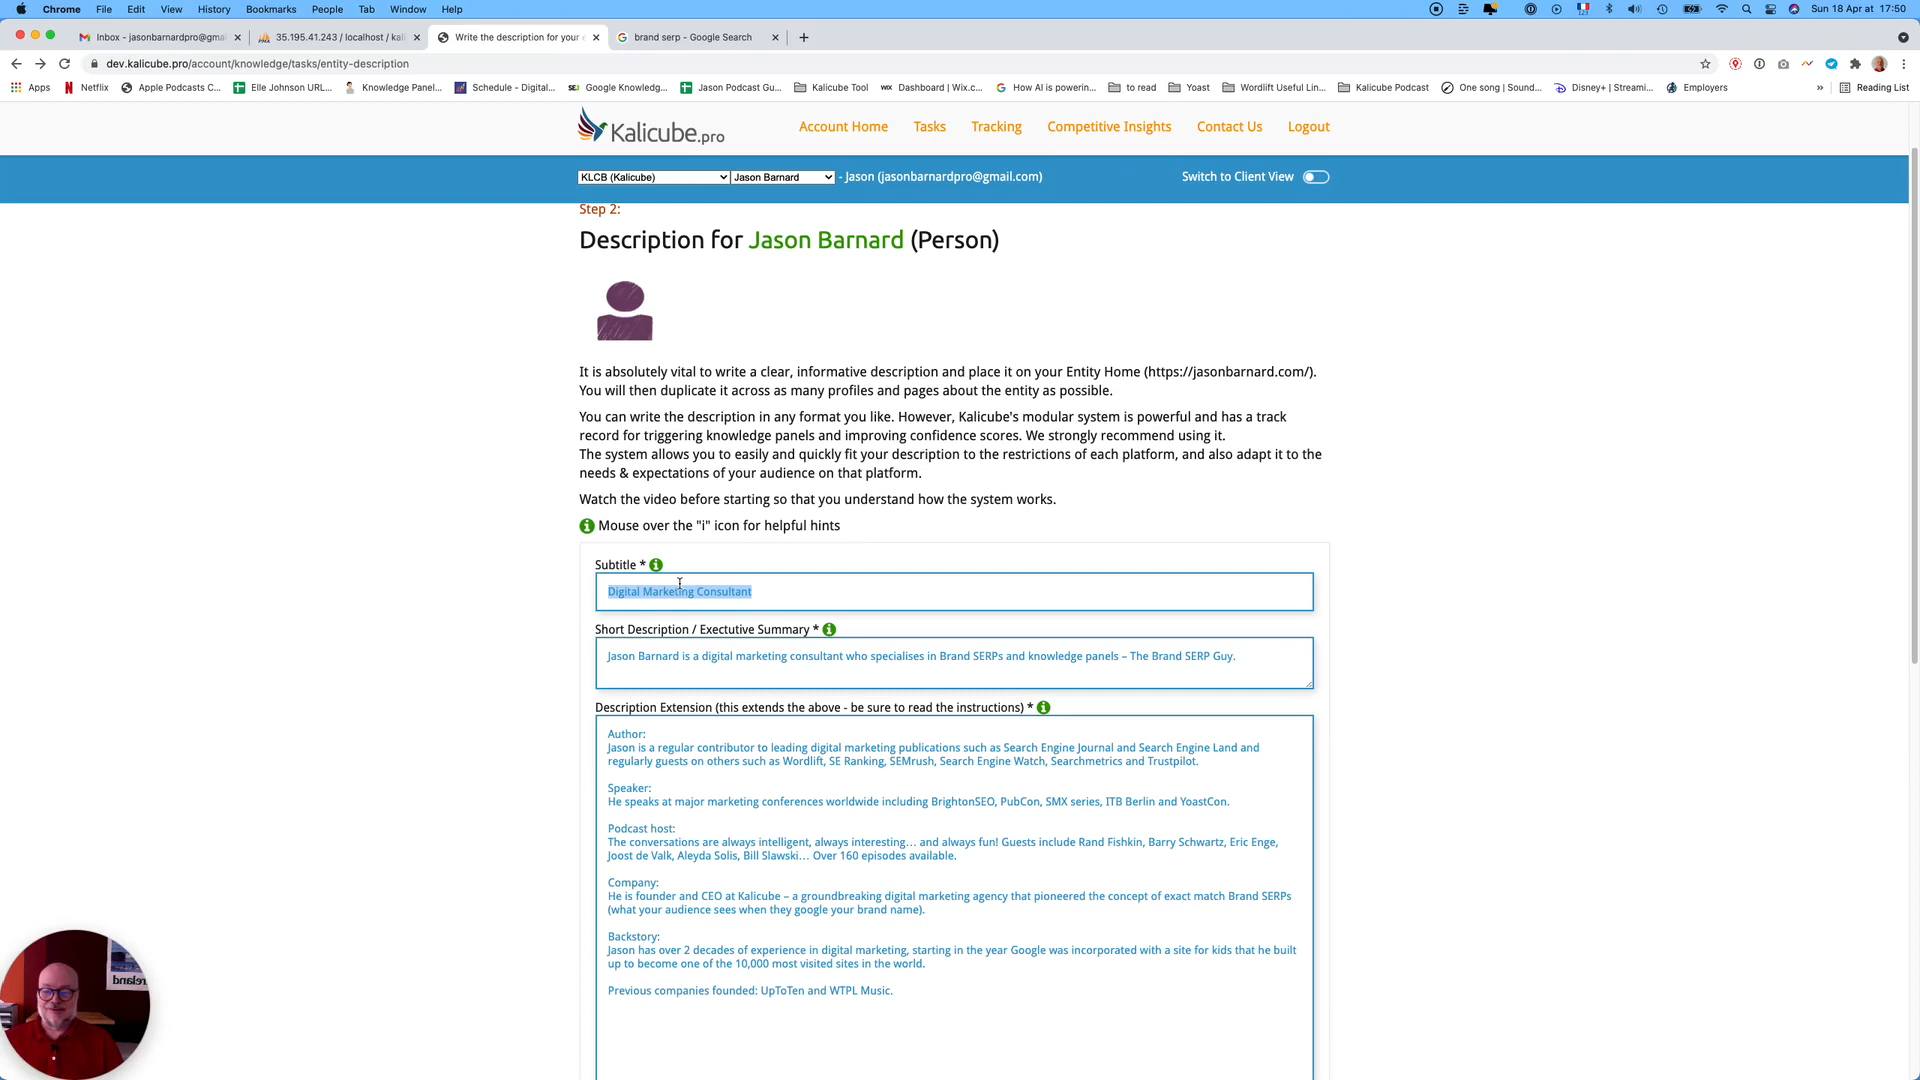 Chrome File Edit View History Bookmarks People Tab Window Help
Sun 18 Apr at 17:50
Inbox - jasonbarnardpro@gmai
35.195.41.243 / localhost / kali
Write the description for your e
brand serp - Google Search
dev.kalicube.pro/account/knowledge/tasks/entity-description
Apps Netflix Apple Podcasts C... Elle Johnson URL... Knowledge Panel... Schedule - Digital... Google Knowledg... Jason Podcast Gu... Kalicube Tool Dashboard | Wix.c... How AI is powerin... to read Yoast Wordlift Useful Lin... Kalicube Podcast One song | Sound... Disney+ | Streami... Employers » Reading List
Kalicube.pro
Account Home Tasks Tracking Competitive Insights Contact Us Logout
KLCB (Kalicube) Jason Barnard - Jason (jasonbarnardpro@gmail.com) Switch to Client View
Step 2:
Description for Jason Barnard (Person)
It is absolutely vital to write a clear, informative description and place it on your Entity Home (https://jasonbarnard.com/).
You will then duplicate it across as many profiles and pages about the entity as possible.
You can write the description in any format you like. However, Kalicube's modular system is powerful and has a track
record for triggering knowledge panels and improving confidence scores. We strongly recommend using it.
The system allows you to easily and quickly fit your description to the restrictions of each platform, and also adapt it to the
needs & expectations of your audience on that platform.
Watch the video before starting so that you understand how the system works.
Mouse over the "i" icon for helpful hints
Subtitle *
Digital Marketing Consultant
Short Description / Exectutive Summary *
Jason Barnard is a digital marketing consultant who specialises in Brand SERPs and knowledge panels – The Brand SERP Guy.
Description Extension (this extends the above - be sure to read the instructions) *
Author:
Jason is a regular contributor to leading digital marketing publications such as Search Engine Journal and Search Engine Land and
regularly guests on others such as Wordlift, SE Ranking, SEMrush, Search Engine Watch, Searchmetrics and Trustpilot.
Speaker:
He speaks at major marketing conferences worldwide including BrightonSEO, PubCon, SMX series, ITB Berlin and YoastCon.
Podcast host:
The conversations are always intelligent, always interesting... and always fun! Guests include Rand Fishkin, Barry Schwartz, Eric Enge,
Joost de Valk, Aleyda Solis, Bill Slawski... Over 160 episodes available.
Company:
He is founder and CEO at Kalicube – a groundbreaking digital marketing agency that pioneered the concept of exact match Brand SERPs
(what your audience sees when they google your brand name).
Backstory:
Jason has over 2 decades of experience in digital marketing, starting in the year Google was incorporated with a site for kids that he built
up to become one of the 10,000 most visited sites in the world.
Previous companies founded: UpToTen and WTPL Music.